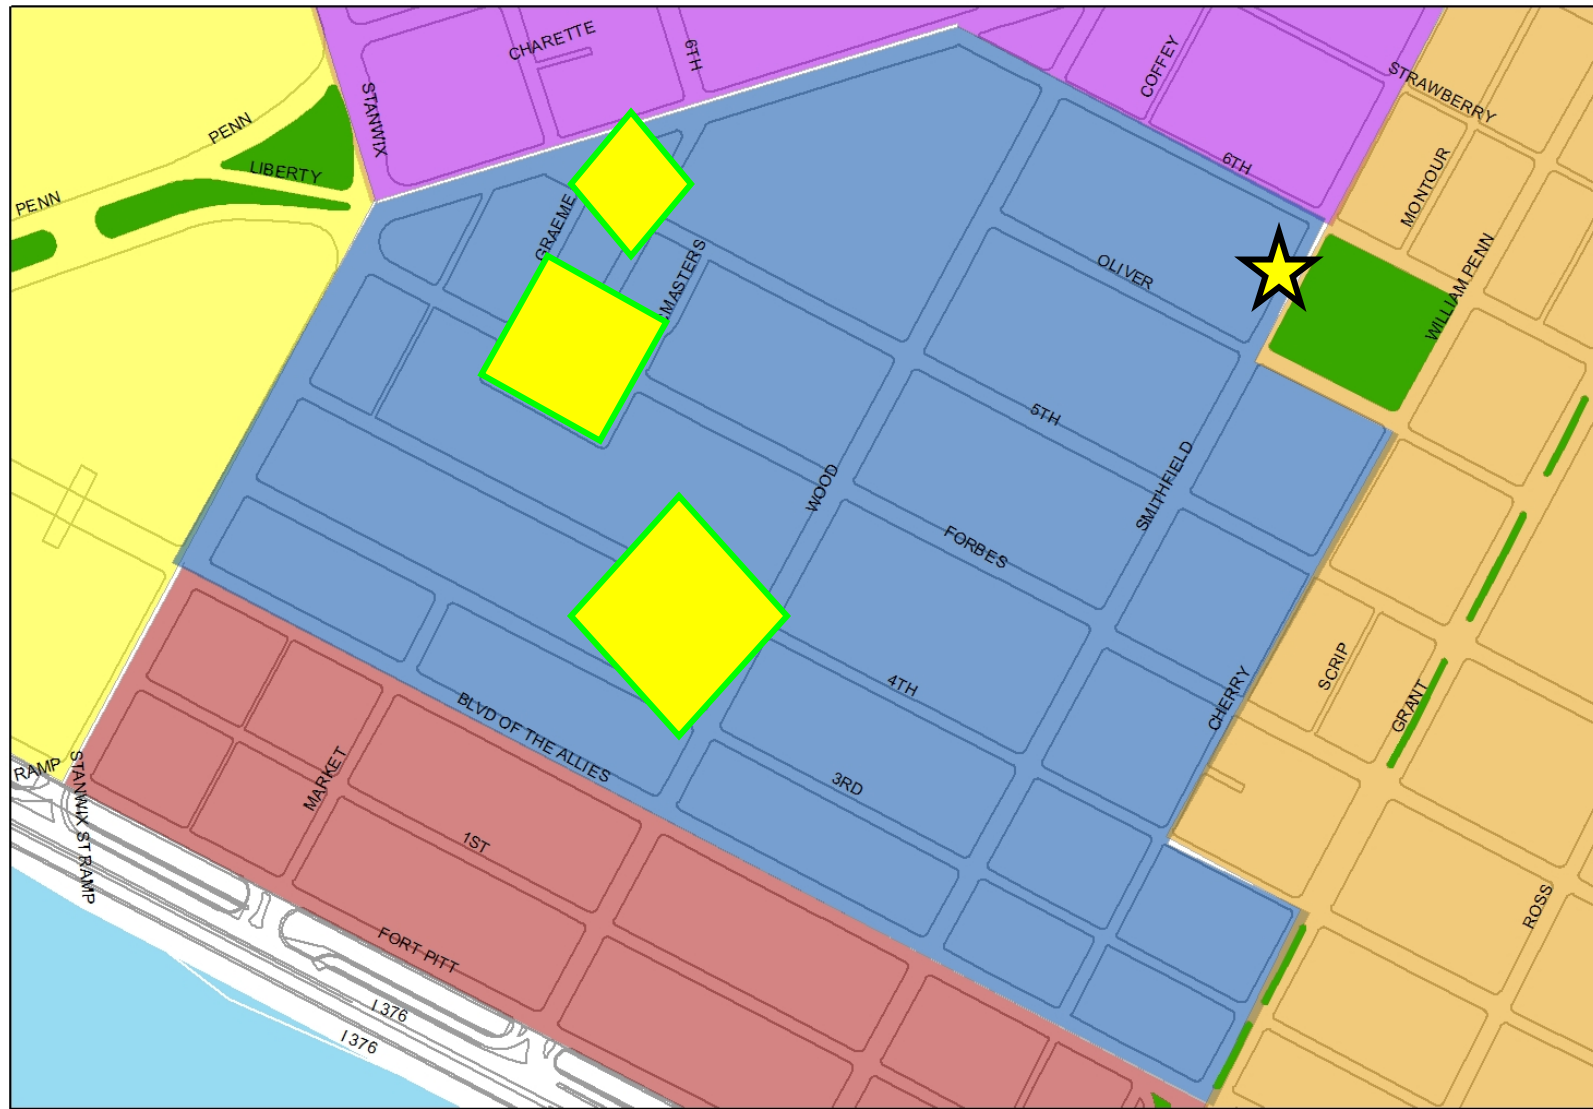 CHARETTE
6TH
COFFEY
STRAWBERRY
STANWIX
PENN
LIBERTY
6TH
MONTOUR
PENN
GRAEME
OLIVER
WILLIAM PENN
5TH
WOOD
SMITHFIELD
FORBES
SCRIP
4TH
CHERRY
GRANT
BLVD OF THE ALLIES
RAMP
MARKET
3RD
STANWIX ST RAMP
1ST
ROSS
FORT PITT
I 376
I 376